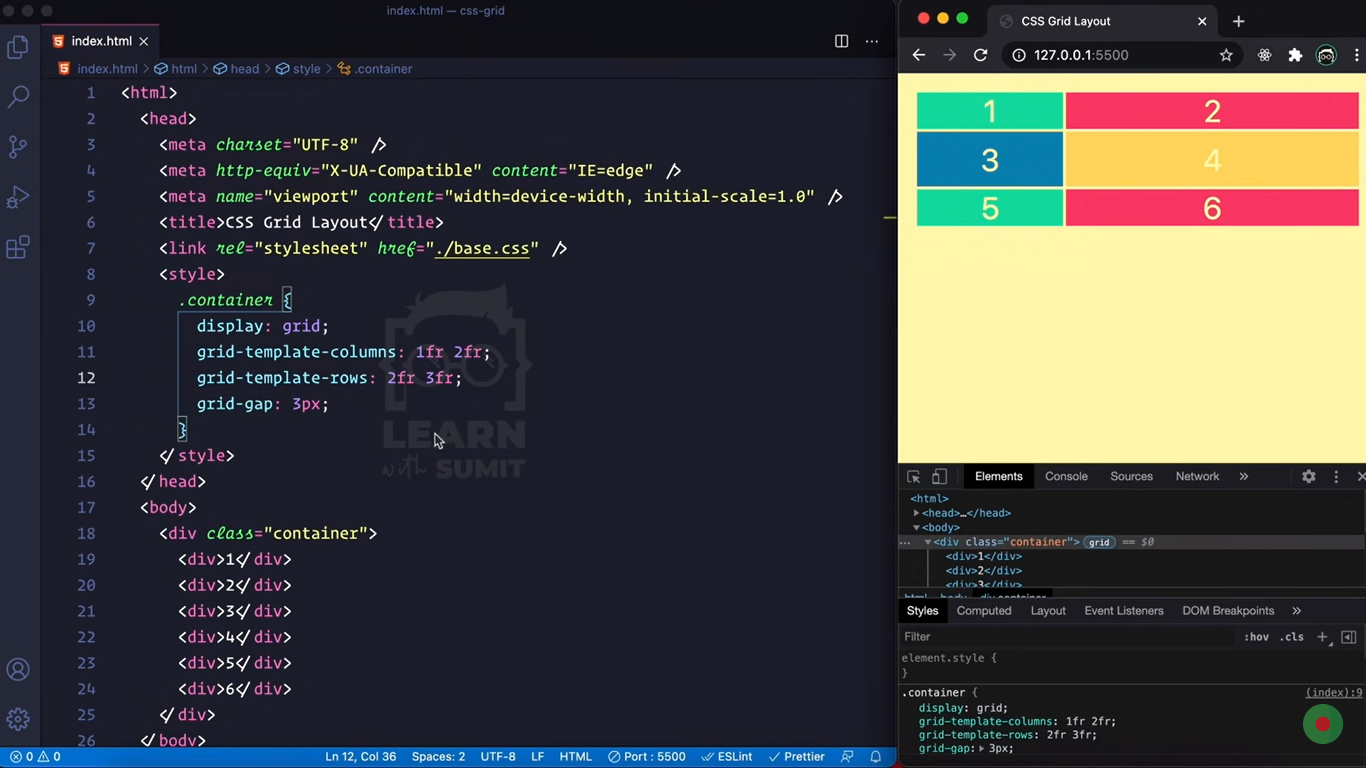 index.html — css-grid
index.html
index.html > html > head > style > .container
1 <html>
2 <head>
3 <meta charset="UTF-8" />
4 <meta http-equiv="X-UA-Compatible" content="IE=edge" />
5 <meta name="viewport" content="width=device-width, initial-scale=1.0" />
6 <title>CSS Grid Layout</title>
7 <link rel="stylesheet" href="./base.css" />
8 <style>
9 .container {
10 display: grid;
11 grid-template-columns: 1fr 2fr;
12 grid-template-rows: 2fr 3fr;
13 grid-gap: 3px;
14 }
15 </style>
16 </head>
17 <body>
18 <div class="container">
19 <div>1</div>
20 <div>2</div>
21 <div>3</div>
22 <div>4</div>
23 <div>5</div>
24 <div>6</div>
25 </div>
26 </body>
LEARN
with SUMIT
0 0 Ln 12, Col 36 Spaces: 2 UTF-8 LF HTML Port : 5500 ESLint Prettier
CSS Grid Layout
127.0.0.1:5500
1 2
3 4
5 6
Elements Console Sources Network »
<html>
<head>…</head>
<body>
<div class="container"> grid == $0
<div>1</div>
<div>2</div>
<div>3</div>
html body div.container
Styles Computed Layout Event Listeners DOM Breakpoints »
Filter :hov .cls +
element.style {
}
.container { (index):9
display: grid;
grid-template-columns: 1fr 2fr;
grid-template-rows: 2fr 3fr;
grid-gap: 3px;